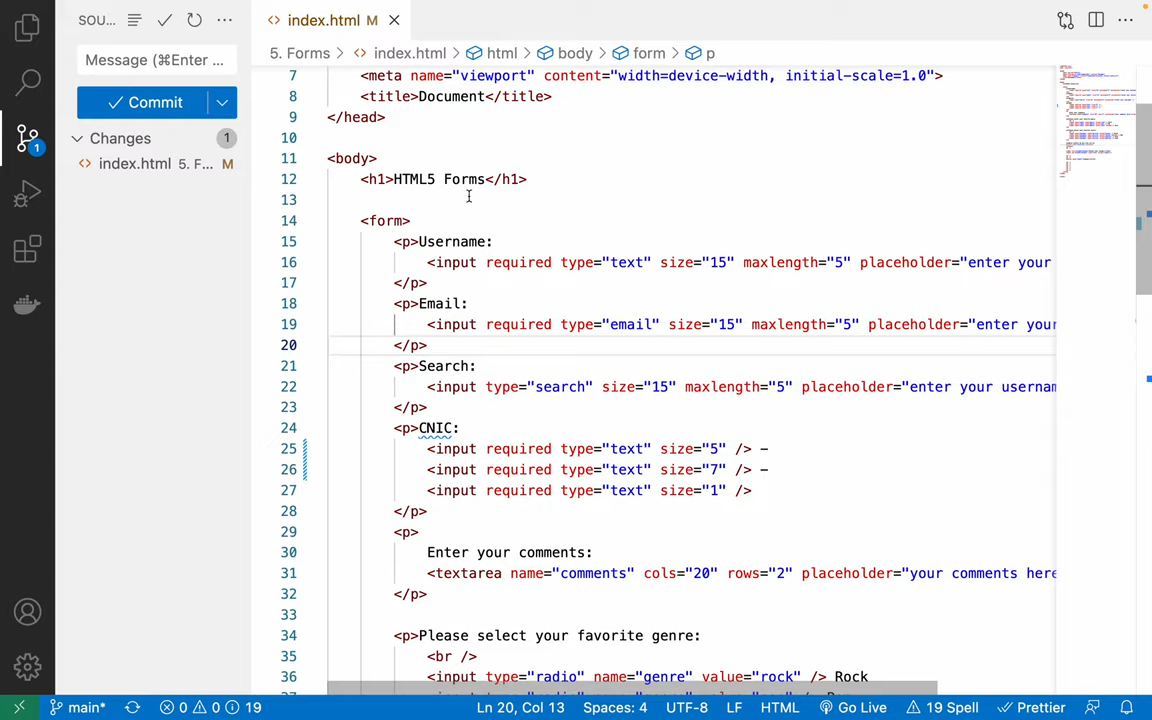 SOU...
index.html M
Message (⌘Enter ...
Commit
Changes
1
index.html 5. F... M
1
5. Forms > index.html > html > body > form > p
7 <meta name="viewport" content="width=device-width, initial-scale=1.0">
8 <title>Document</title>
9 </head>
10
11 <body>
12 <h1>HTML5 Forms</h1>
13
14 <form>
15 <p>Username:
16 <input required type="text" size="15" maxlength="5" placeholder="enter your
17 </p>
18 <p>Email:
19 <input required type="email" size="15" maxlength="5" placeholder="enter your
20 </p>
21 <p>Search:
22 <input type="search" size="15" maxlength="5" placeholder="enter your usernam
23 </p>
24 <p>CNIC:
25 <input required type="text" size="5" /> -
26 <input required type="text" size="7" /> -
27 <input required type="text" size="1" />
28 </p>
29 <p>
30 Enter your comments:
31 <textarea name="comments" cols="20" rows="2" placeholder="your comments here
32 </p>
33
34 <p>Please select your favorite genre:
35 <br />
36 <input type="radio" name="genre" value="rock" /> Rock
main* 0 0 19 Ln 20, Col 13 Spaces: 4 UTF-8 LF HTML Go Live 19 Spell Prettier